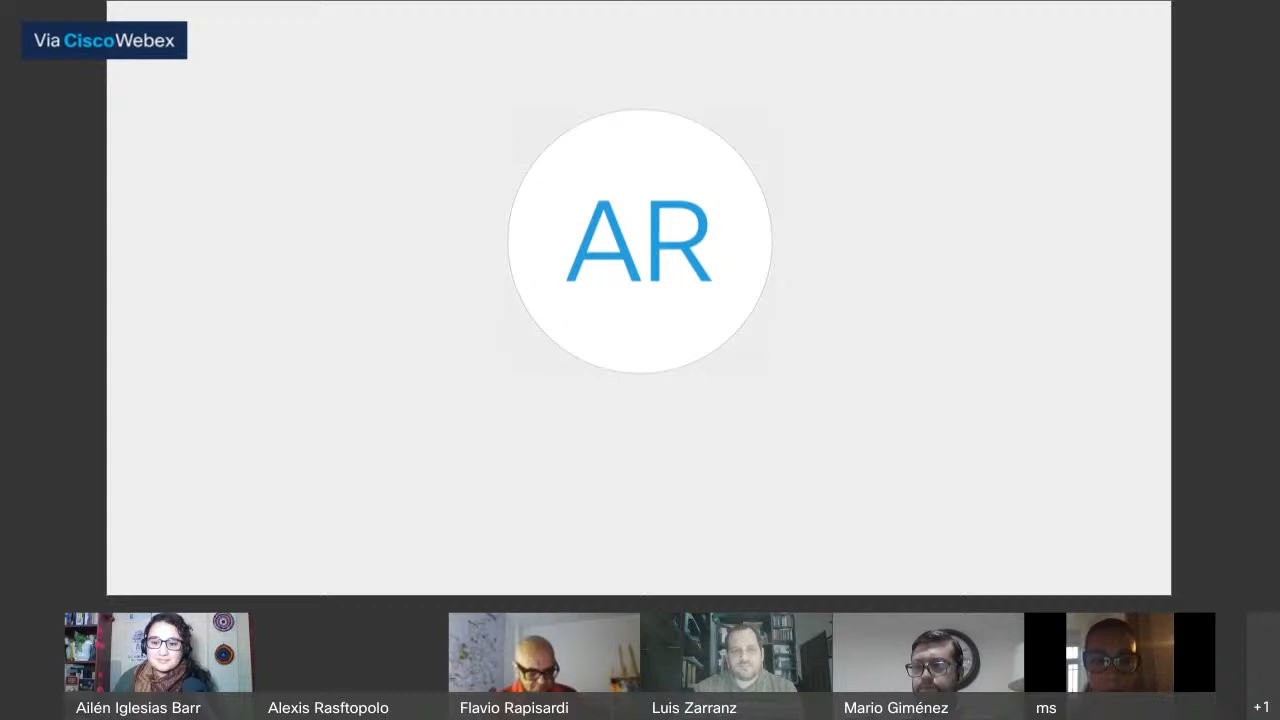 Via CiscoWebex
AR
Ailén Iglesias Barr
Alexis Rasftopolo
Flavio Rapisardi
Luis Zarranz
Mario Giménez
ms
+1